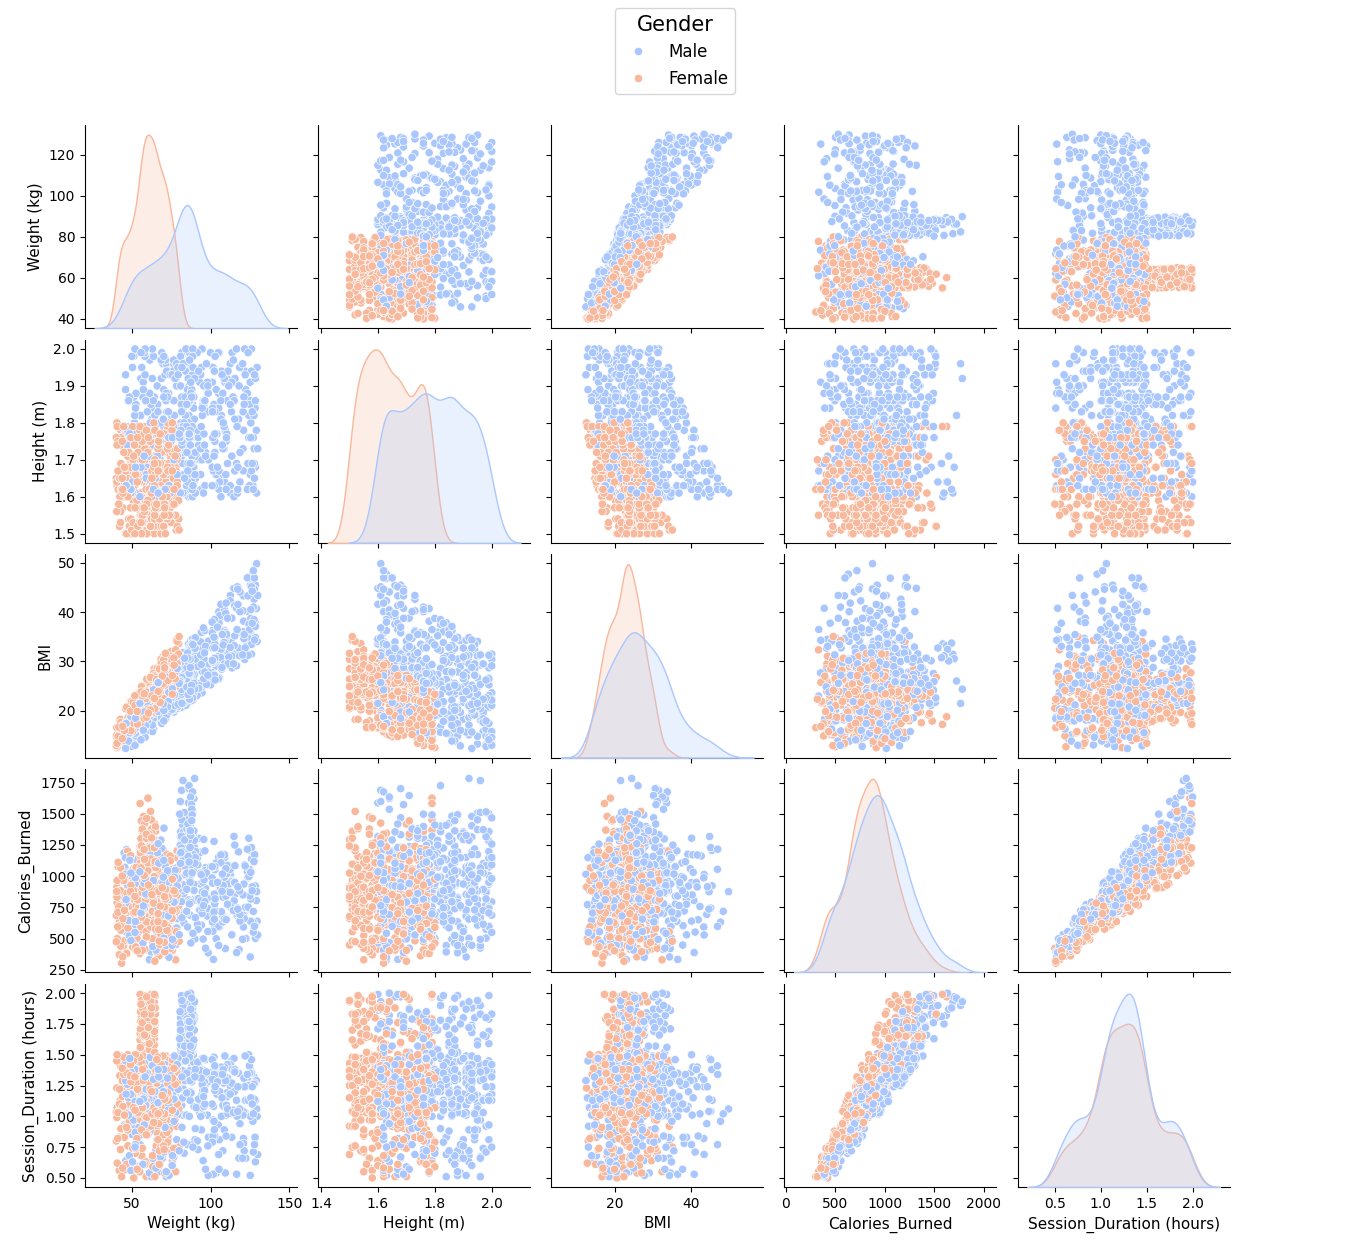 Gender
Male
Female
Weight (kg)
120
100
80
60
40
Height (m)
2.0
1.9
1.8
1.7
1.6
1.5
BMI
50
40
30
20
Calories_Burned
1750
1500
1250
1000
750
500
250
Session_Duration (hours)
2.00
1.75
1.50
1.25
1.00
0.75
0.50
50 100 150 1.4 1.6 1.8 2.0 20 40 0 500 1000 1500 2000 0.5 1.0 1.5 2.0
Weight (kg) Height (m) BMI Calories_Burned Session_Duration (hours)